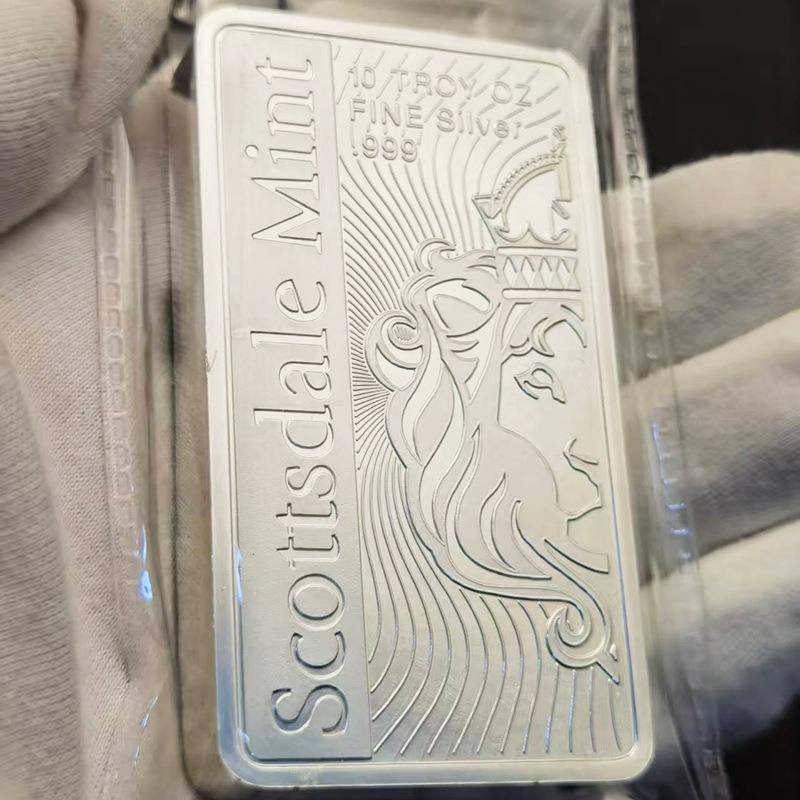 Scottsdale Mint
10 TROY OZ
FINE Silver
.999